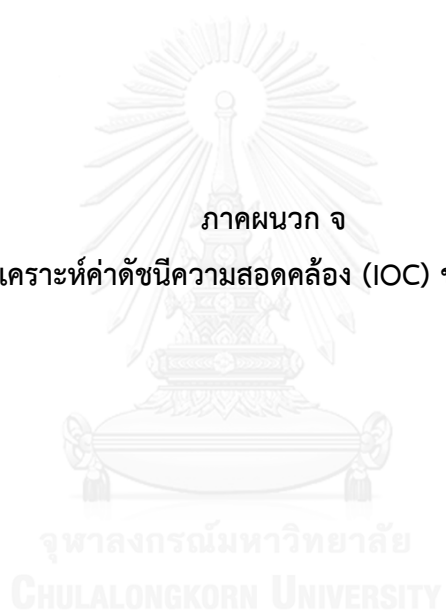 ภาคผนวก จ
เคราะห์ค่าดัชนีความสอดคล้อง (IOC) ข
จุฬาลงกรณ์มหาวิทยาลัย
CHULALONGKORN UNIVERSITY